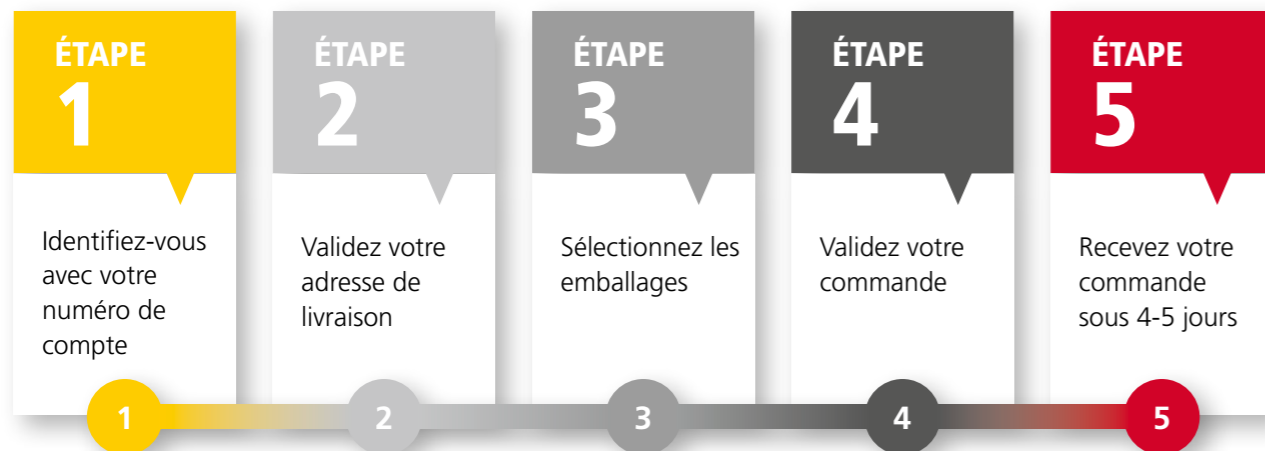 ÉTAPE
1
Identifiez-vous
avec votre
numéro de
compte
1
ÉTAPE
2
Validez votre
adresse de
livraison
2
ÉTAPE
3
Sélectionnez les
emballages
3
ÉTAPE
4
Validez votre
commande
4
ÉTAPE
5
Recevez votre
commande
sous 4-5 jours
5